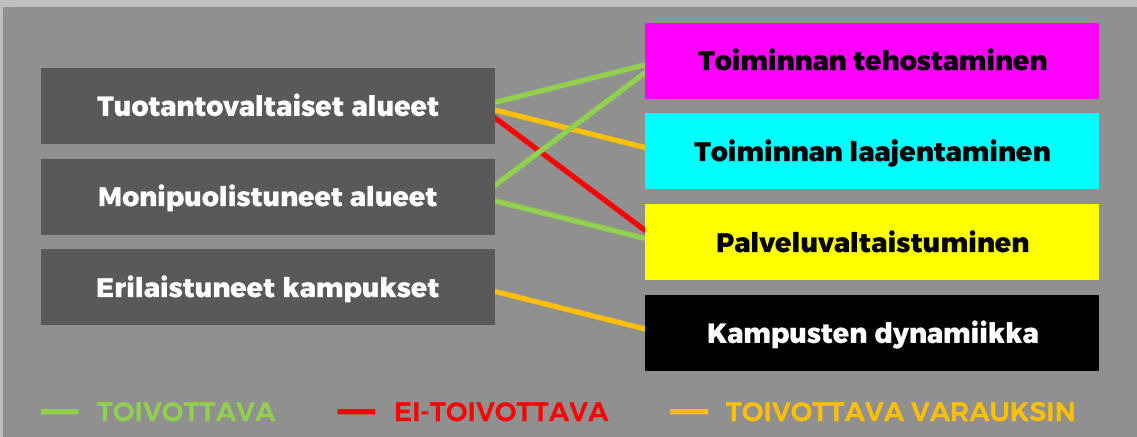 Tuotantovaltaiset alueet
Monipuolistuneet alueet
Erilaistuneet kampukset
Toiminnan tehostaminen
Toiminnan laajentaminen
Palveluvaltaistuminen
Kampusten dynamiikka
TOIVOTTAVA
EI-TOIVOTTAVA
TOIVOTTAVA VARAUKSIN